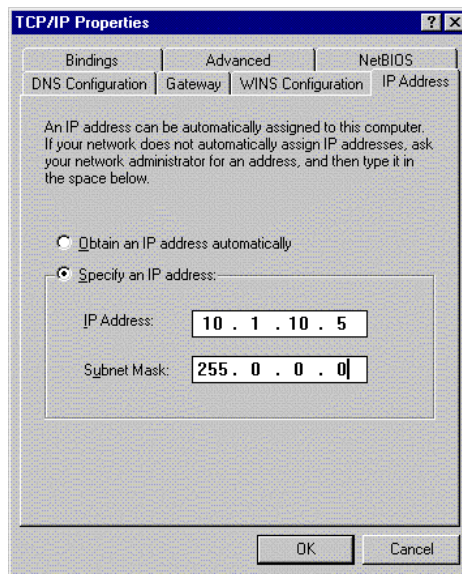 TCP/IP Properties
Bindings Advanced NetBIOS
DNS Configuration Gateway WINS Configuration IP Address
An IP address can be automatically assigned to this computer.
If your network does not automatically assign IP addresses, ask
your network administrator for an address, and then type it in
the space below.
Obtain an IP address automatically
Specify an IP address:
IP Address: 10 . 1 . 10 . 5
Subnet Mask: 255 . 0 . 0 . 0
OK Cancel